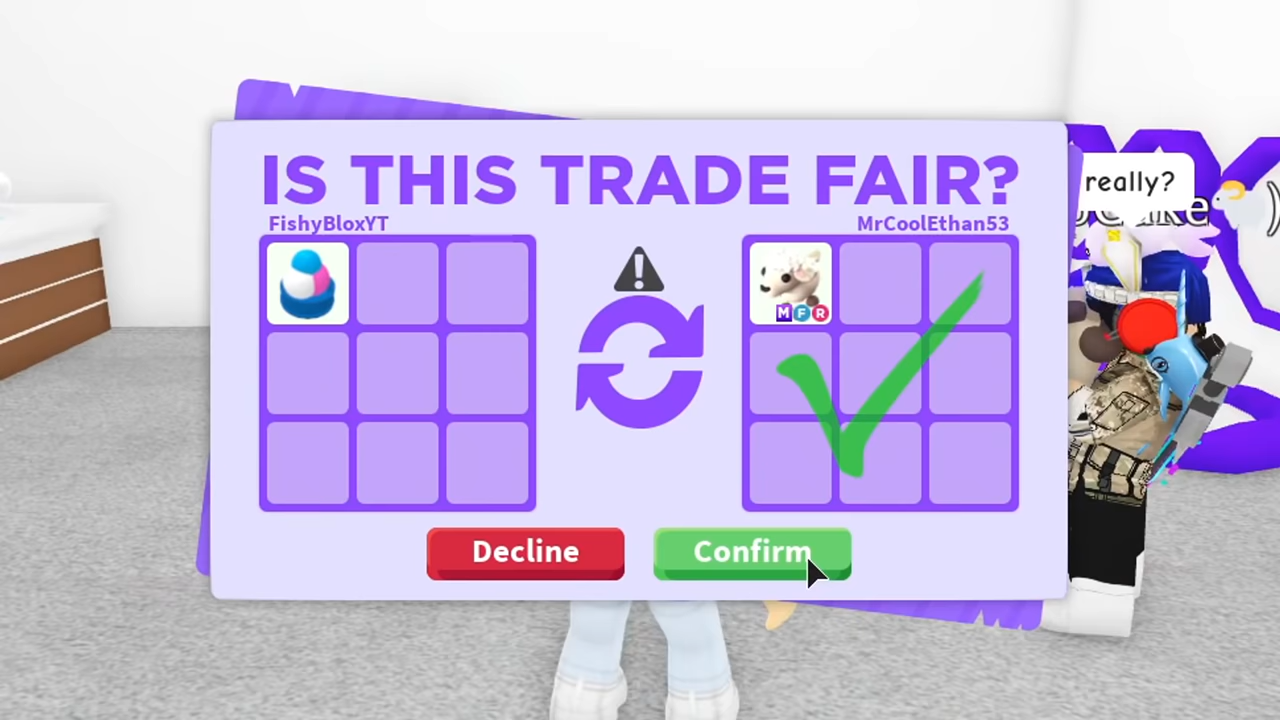 IS THIS TRADE FAIR?
FishyBloxYT
MrCoolEthan53
really?
M F R
Decline
Confirm